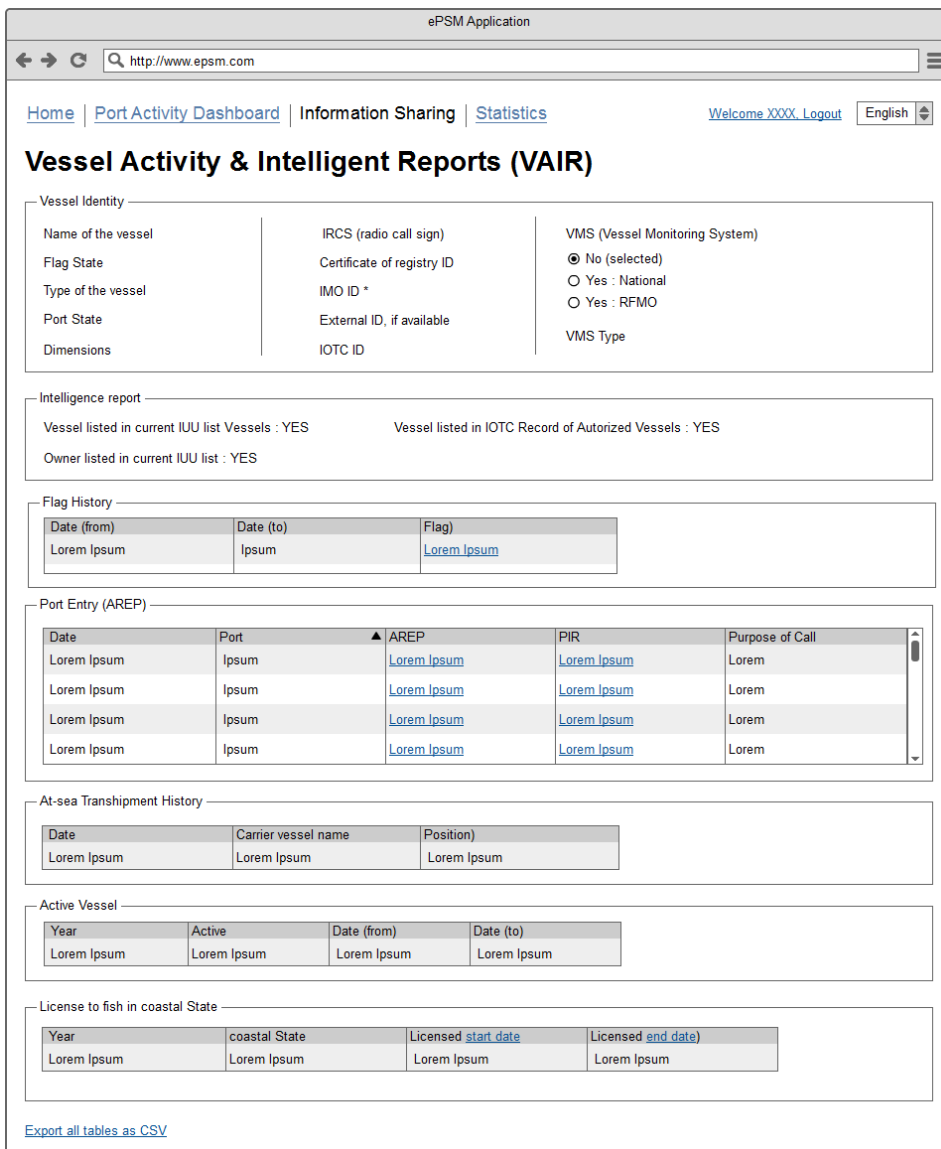 ePSM Application
http://www.epsm.com
Home Port Activity Dashboard Information Sharing Statistics Welcome XXXX, Logout English
Vessel Activity & Intelligent Reports (VAIR)
Vessel Identity
Name of the vessel IRCS (radio call sign) VMS (Vessel Monitoring System)
Flag State Certificate of registry ID No (selected)
Type of the vessel IMO ID * Yes : National
Port State External ID, if available Yes : RFMO
Dimensions IOTC ID VMS Type
Intelligence report
Vessel listed in current IUU list Vessels : YES Vessel listed in IOTC Record of Autorized Vessels : YES
Owner listed in current IUU list : YES
Flag History
Date (from) Date (to) Flag)
Lorem Ipsum Ipsum Lorem Ipsum
Port Entry (AREP)
Date Port AREP PIR Purpose of Call
Lorem Ipsum Ipsum Lorem Ipsum Lorem Ipsum Lorem
Lorem Ipsum Ipsum Lorem Ipsum Lorem Ipsum Lorem
Lorem Ipsum Ipsum Lorem Ipsum Lorem Ipsum Lorem
Lorem Ipsum Ipsum Lorem Ipsum Lorem Ipsum Lorem
At-sea Transhipment History
Date Carrier vessel name Position)
Lorem Ipsum Lorem Ipsum Lorem Ipsum
Active Vessel
Year Active Date (from) Date (to)
Lorem Ipsum Lorem Ipsum Lorem Ipsum Lorem Ipsum
License to fish in coastal State
Year coastal State Licensed start date Licensed end date)
Lorem Ipsum Lorem Ipsum Lorem Ipsum Lorem Ipsum
Export all tables as CSV